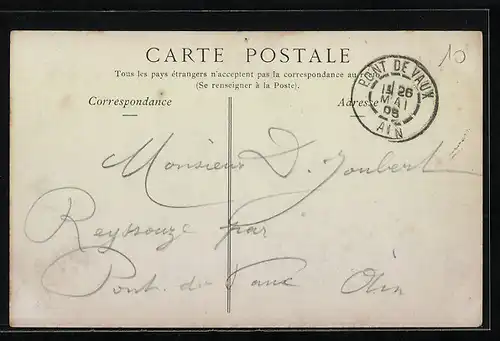 CARTE POSTALE
Tous les pays étrangers n'acceptent pas la correspondance au
(Se renseigner à la Poste).
Correspondance
Adresse
PONT DE VAUX
26
MAI
AIN
10
Monsieur D. Joubert
Reyssouze par
Pont. de Vaux Ain